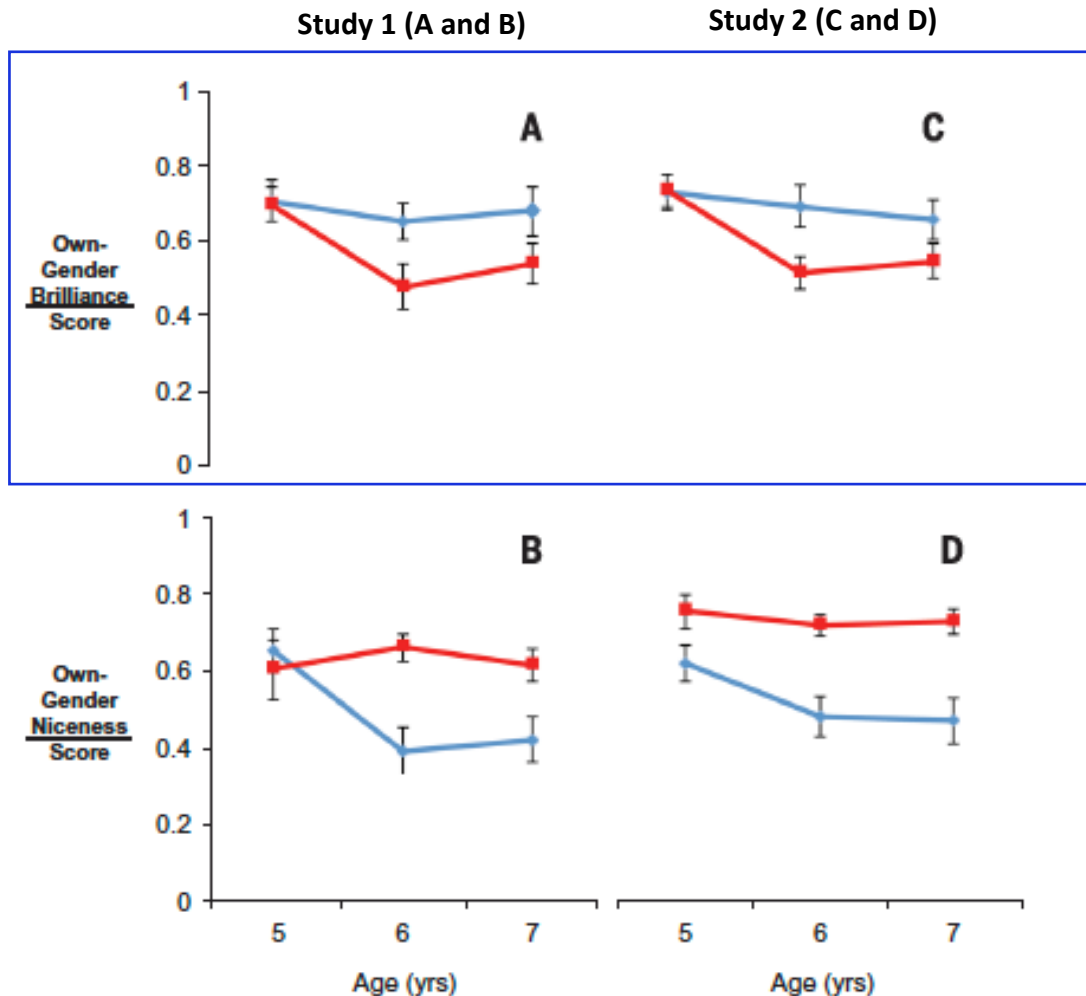 Study 1 (A and B)
Study 2 (C and D)
A
C
1
0.8
0.6
0.4
0.2
0
Own-
Gender
Brilliance
Score
B
D
1
0.8
0.6
0.4
0.2
0
Own-
Gender
Niceness
Score
5
6
7
5
6
7
Age (yrs)
Age (yrs)